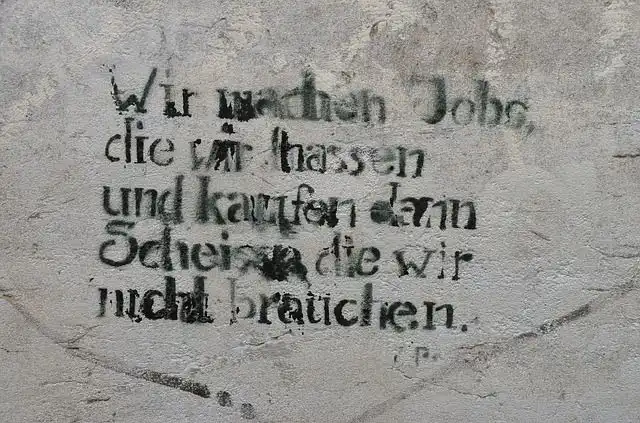 Wir machen Jobs,
die wir hassen
und kaufen dann
Scheisse die wir
nicht brauchen.